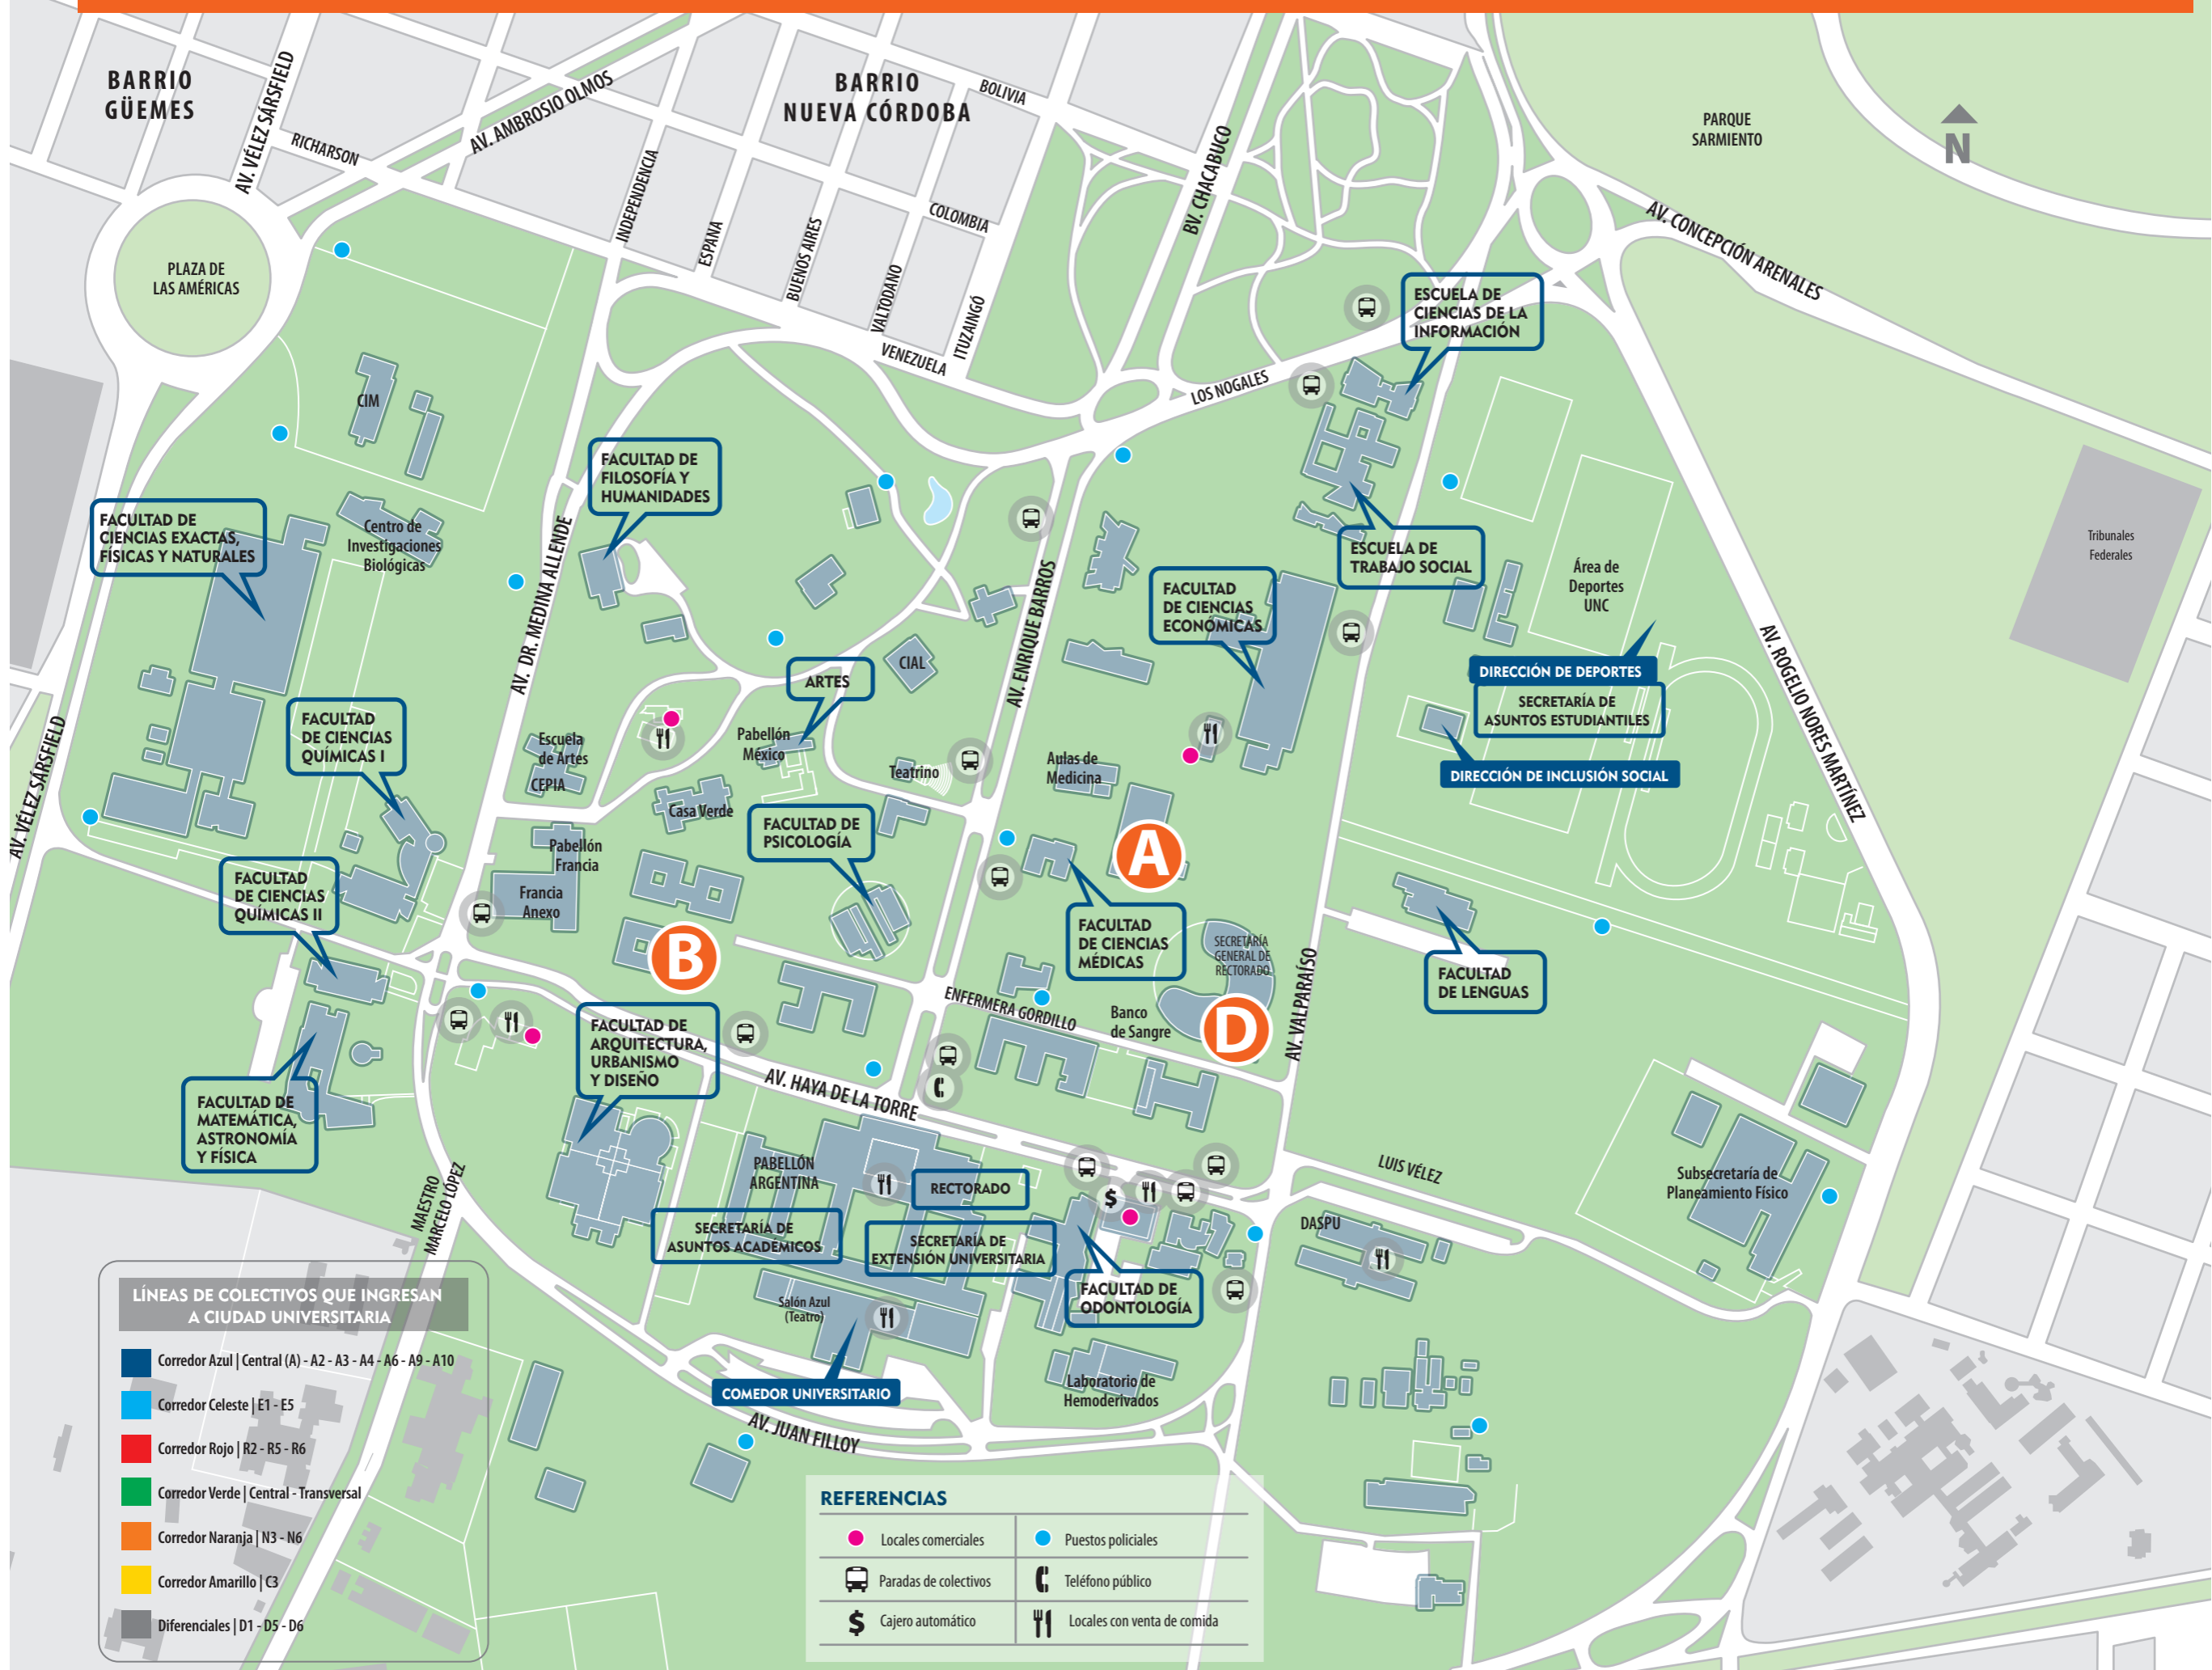 BARRIO
GÜEMES
AV. VÉLEZ SÁRSFIELD
RICHARSON
AV. AMBROSIO OLMOS
BARRIO
NUEVA CÓRDOBA
BOLIVIA
INDEPENDENCIA
ESPANA
BUENOS AIRES
VALTODANO
COLOMBIA
ITUZAINGÓ
VENEZUELA
BV. CHACABUCO
PARQUE
SARMIENTO
N
AV. CONCEPCIÓN ARENALES
PLAZA DE
LAS AMÉRICAS
LOS NOGALES
ESCUELA DE
CIENCIAS DE LA
INFORMACIÓN
CIM
FACULTAD DE
FILOSOFÍA Y
HUMANIDADES
FACULTAD DE
CIENCIAS EXACTAS,
FÍSICAS Y NATURALES
Centro de
Investigaciones
Biológicas
AV. DR. MEDINA ALLENDE
AV. ENRIQUE BARROS
ESCUELA DE
TRABAJO SOCIAL
FACULTAD
DE CIENCIAS
ECONÓMICAS
Área de
Deportes
UNC
Tribunales
Federales
AV. ROGELIO NORES MARTÍNEZ
CIAL
ARTES
DIRECCIÓN DE DEPORTES
SECRETARÍA DE
ASUNTOS ESTUDIANTILES
DIRECCIÓN DE INCLUSIÓN SOCIAL
AV. VÉLEZ SÁRSFIELD
FACULTAD
DE CIENCIAS
QUÍMICAS I
Escuela
de Artes
CEPIA
Pabellón
México
Teatrino
Aulas de
Medicina
Casa Verde
FACULTAD DE
PSICOLOGÍA
A
Pabellón
Francia
Francia
Anexo
FACULTAD
DE CIENCIAS
QUÍMICAS II
B
FACULTAD
DE CIENCIAS
MÉDICAS
SECRETARÍA
GENERAL DE
RECTORADO
FACULTAD
DE LENGUAS
AV. VALPARAÍSO
ENFERMERA GORDILLO
Banco
de Sangre
D
FACULTAD DE
ARQUITECTURA,
URBANISMO
Y DISEÑO
AV. HAYA DE LA TORRE
FACULTAD DE
MATEMÁTICA,
ASTRONOMÍA
Y FÍSICA
PABELLÓN
ARGENTINA
RECTORADO
$
LUIS VÉLEZ
Subsecretaría de
Planeamiento Físico
MAESTRO
MARCELO LÓPEZ
SECRETARÍA DE
ASUNTOS ACADÉMICOS
SECRETARÍA DE
EXTENSIÓN UNIVERSITARIA
DASPU
FACULTAD DE
ODONTOLOGÍA
Salón Azul
(Teatro)
COMEDOR UNIVERSITARIO
Laboratorio de
Hemoderivados
AV. JUAN FILLOY
LÍNEAS DE COLECTIVOS QUE INGRESAN
A CIUDAD UNIVERSITARIA
Corredor Azul | Central (A) - A2 - A3 - A4 - A6 - A9 - A10
Corredor Celeste | E1 - E5
Corredor Rojo | R2 - R5 - R6
Corredor Verde | Central - Transversal
Corredor Naranja | N3 - N6
Corredor Amarillo | C3
Diferenciales | D1 - D5 - D6
REFERENCIAS
Locales comerciales
Puestos policiales
Paradas de colectivos
Teléfono público
$ Cajero automático
Locales con venta de comida